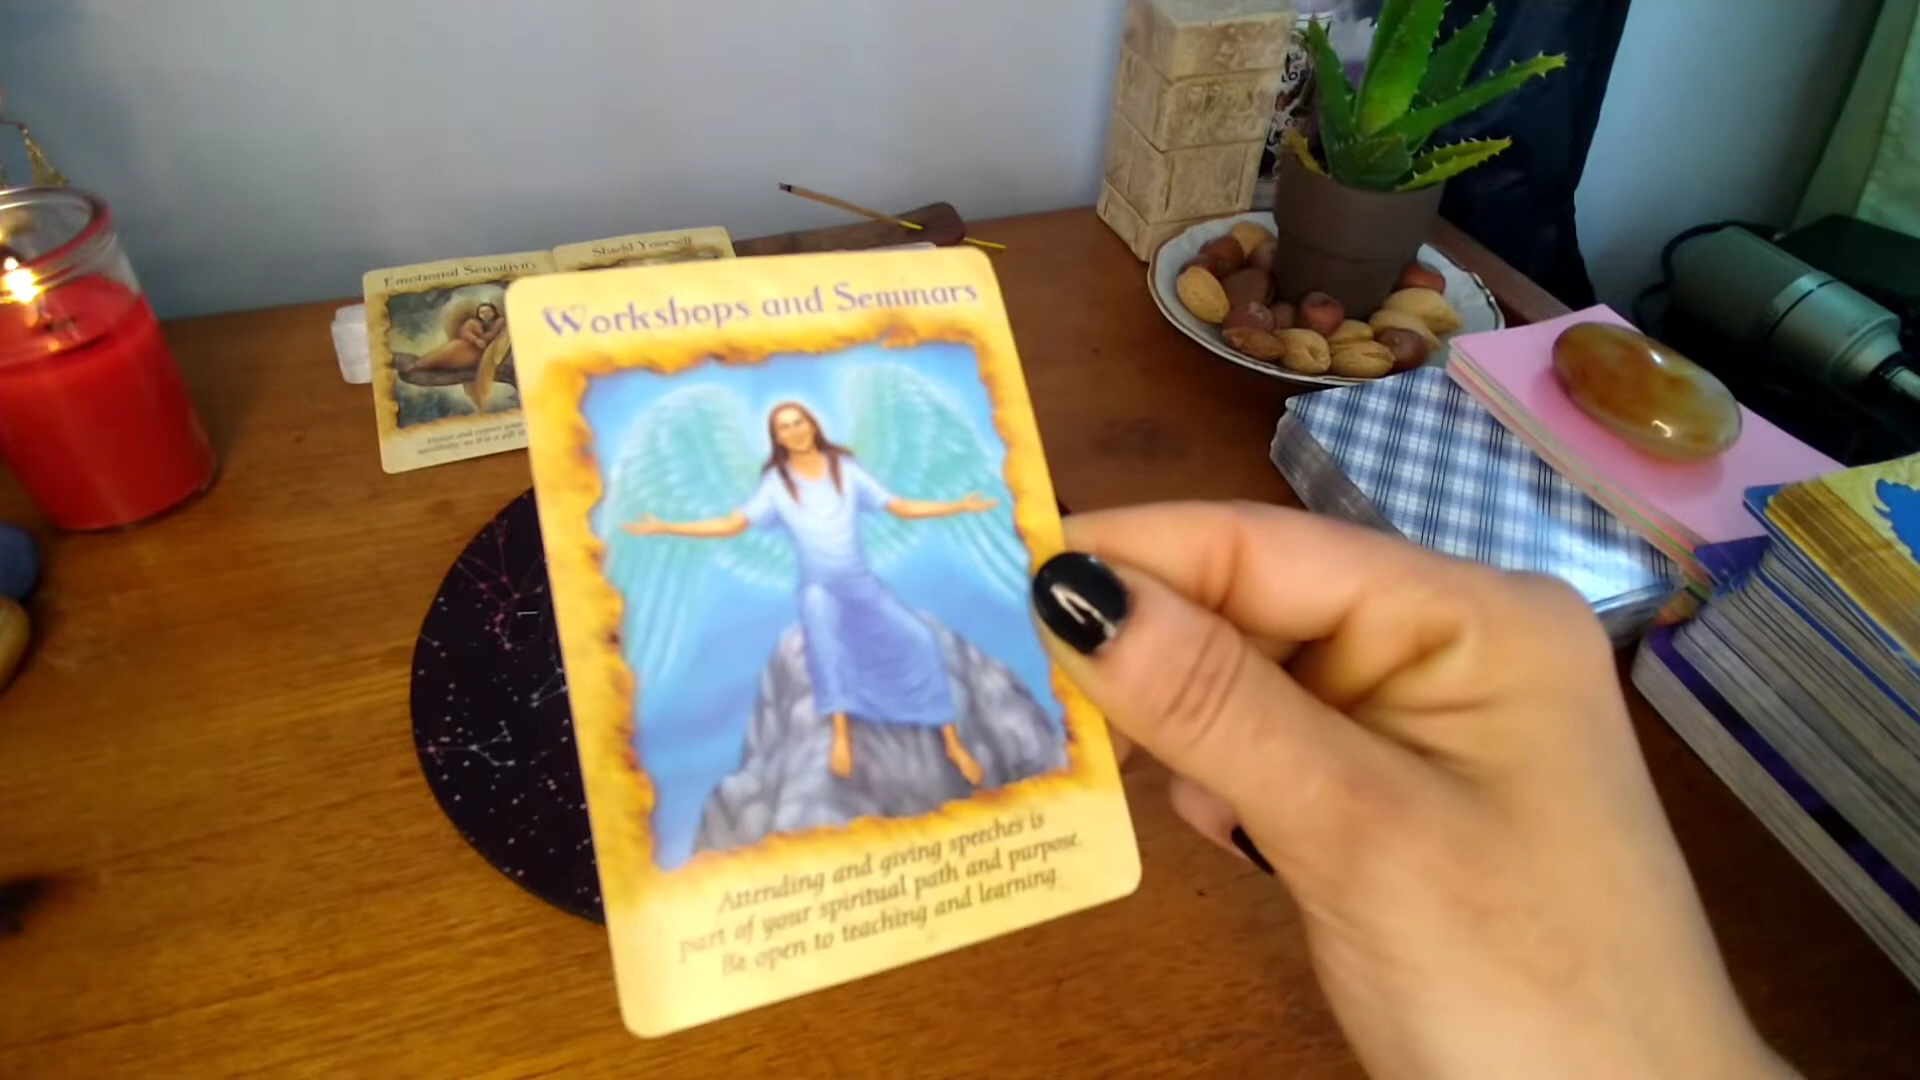 Emotional Sensitivity
Shield Yourself
Workshops and Seminars
Attending and giving speeches is
part of your spiritual path and purpose.
Be open to teaching and learning.